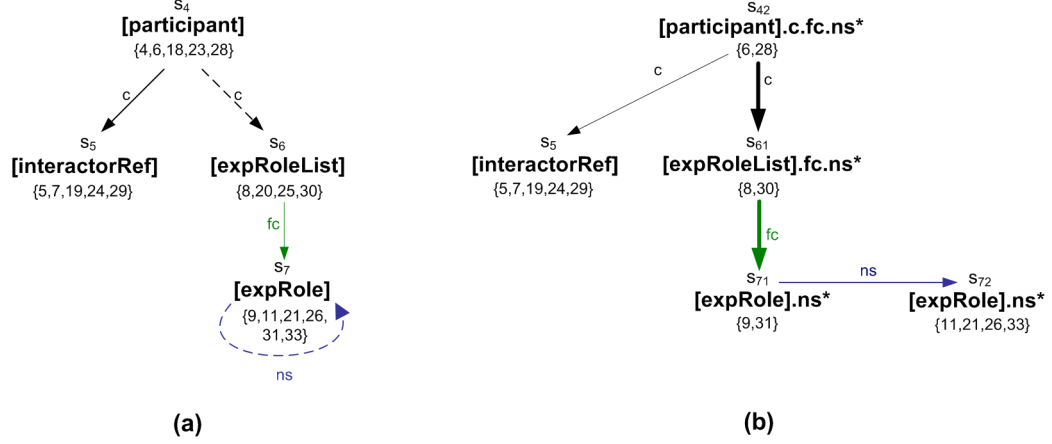 s4
[participant]
{4,6,18,23,28}
c
c
s5
[interactorRef]
{5,7,19,24,29}
s6
[expRoleList]
{8,20,25,30}
fc
s7
[expRole]
{9,11,21,26,
31,33}
ns
(a)
s42
[participant].c.fc.ns*
{6,28}
c
c
s5
[interactorRef]
{5,7,19,24,29}
s61
[expRoleList].fc.ns*
{8,30}
fc
s71
[expRole].ns*
{9,31}
ns
s72
[expRole].ns*
{11,21,26,33}
(b)